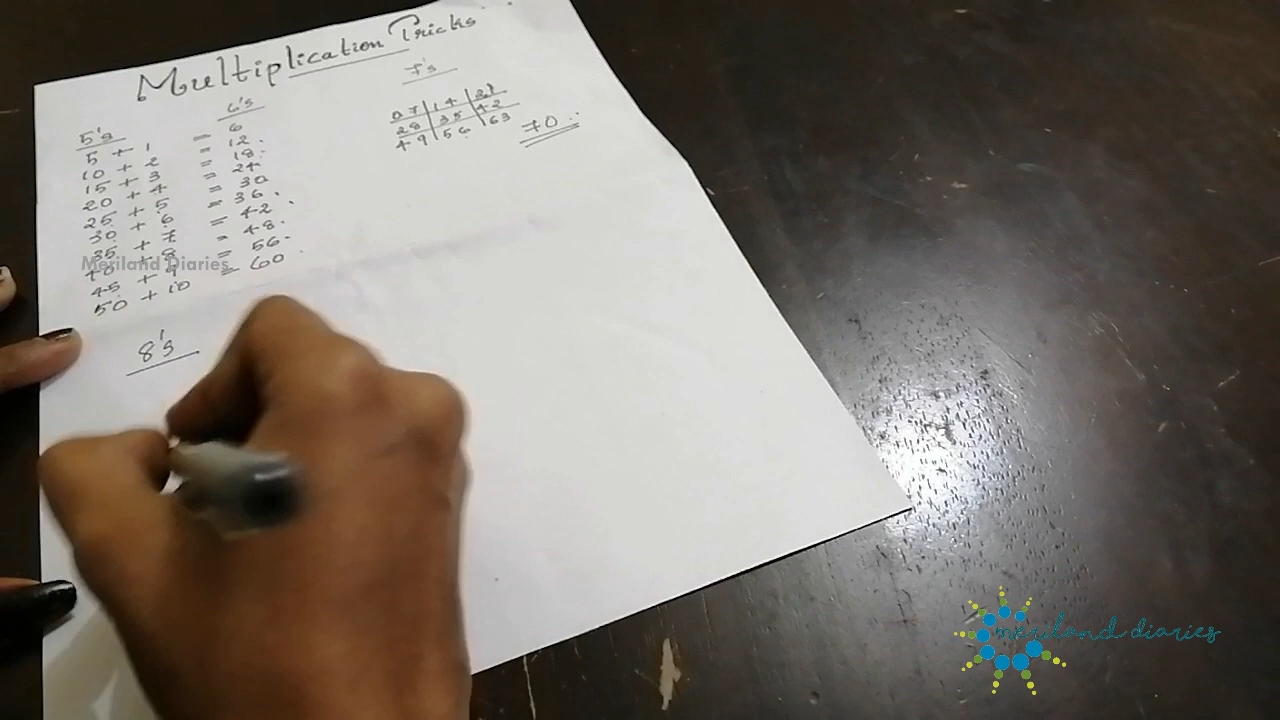 Multiplication Tricks
5's 6's
5 + 1 = 6
10 + 2 = 12
15 + 3 = 18
20 + 4 = 24
25 + 5 = 30
30 + 6 = 36
35 + 7 = 42
40 + 8 = 48
45 + 9 = 56
50 + 10 = 60
7's
07 14 21
28 35 42
49 56 63
70
8's
Meriland Diaries
meriland diaries